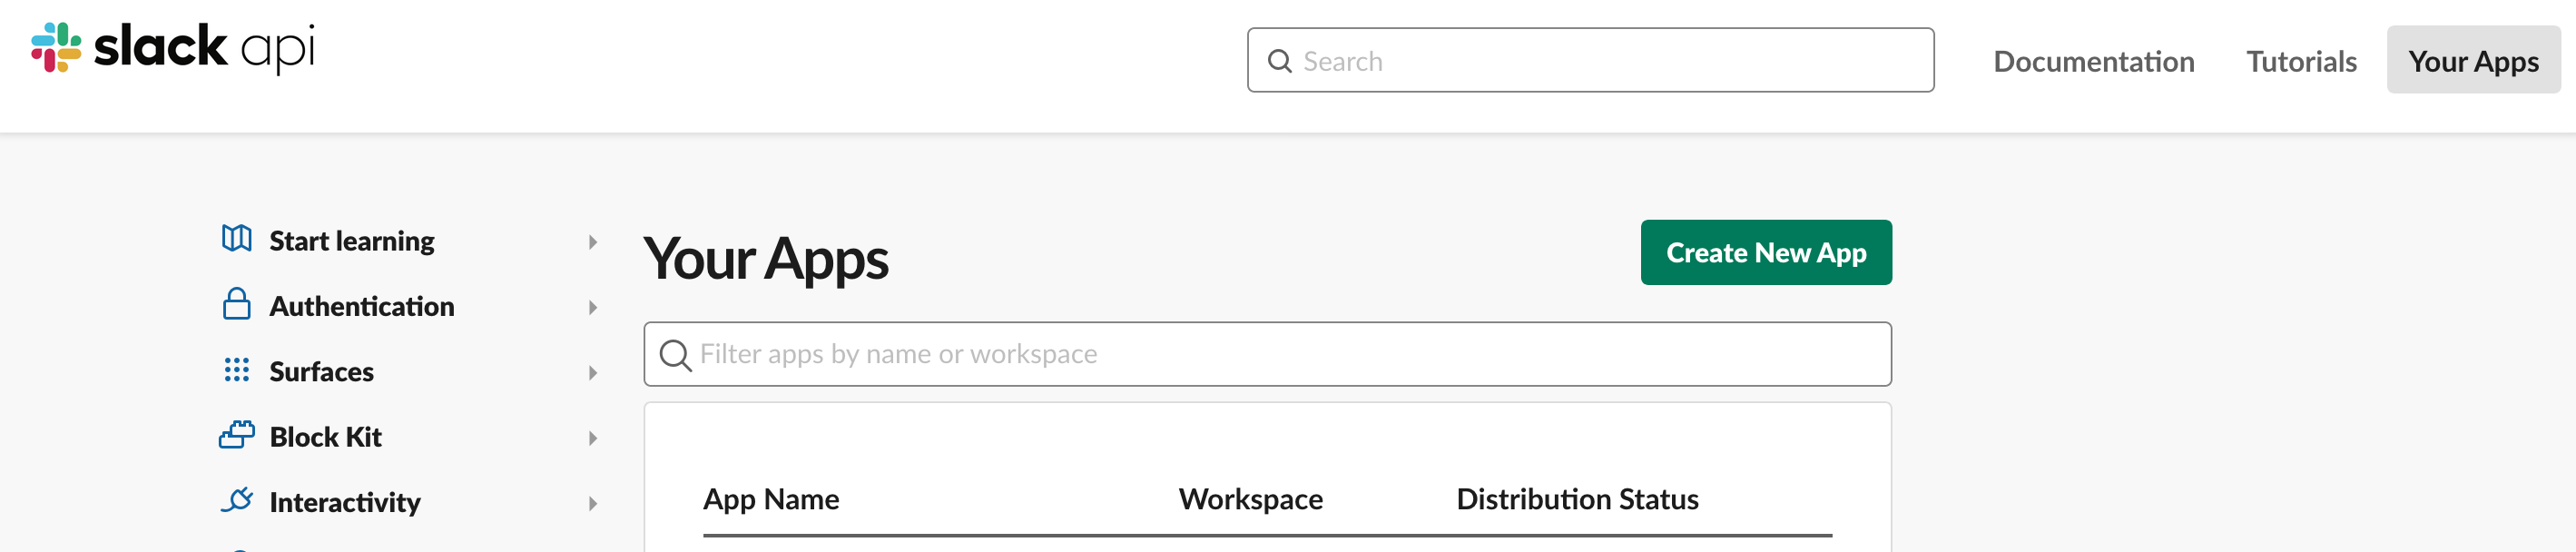 slack api
Search
Documentation
Tutorials
Your Apps
Start learning
Authentication
Surfaces
Block Kit
Interactivity
Your Apps
Create New App
Filter apps by name or workspace
App Name Workspace Distribution Status